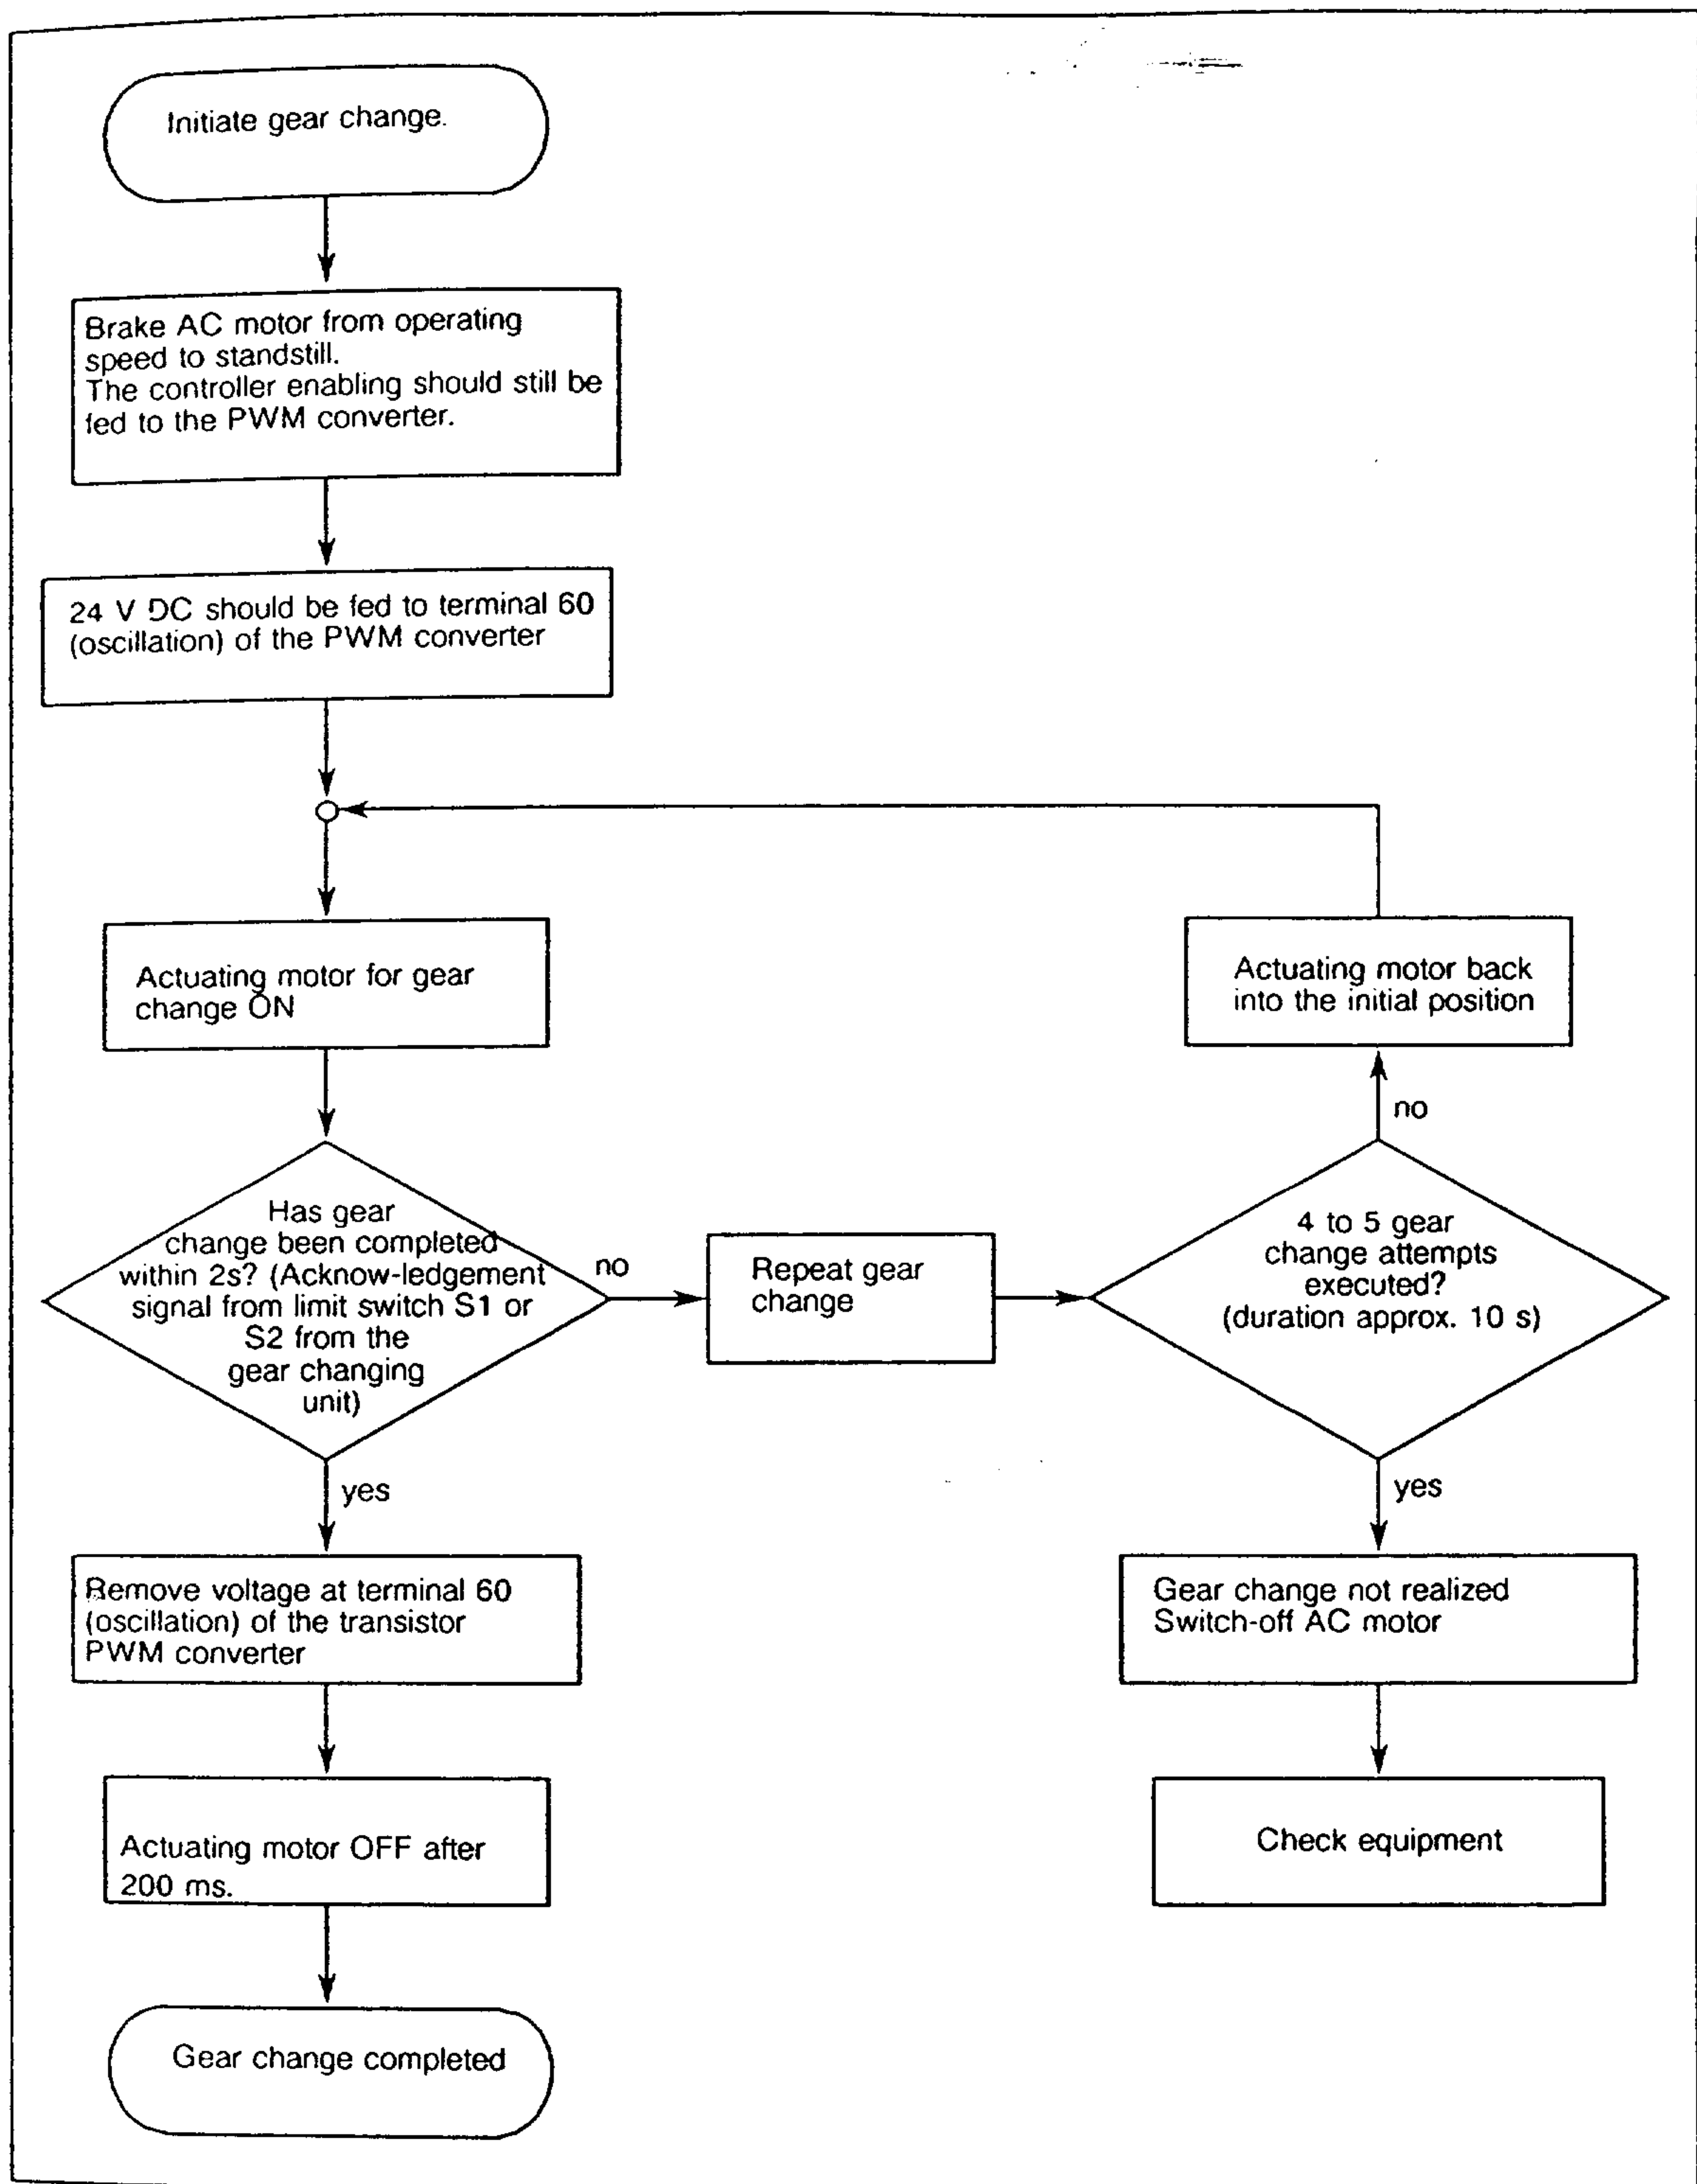 Initiate gear change.
Brake AC motor from operating
speed to standstill.
The controller enabling should still be
fed to the PWM converter.
24 V DC should be fed to terminal 60
(oscillation) of the PWM converter
Actuating motor for gear
change ON
Actuating motor back
into the initial position
no
Has gear
change been completed
within 2s? (Acknow-ledgement
signal from limit switch S1 or
S2 from the
gear changing
unit)
no
Repeat gear
change
4 to 5 gear
change attempts
executed?
(duration approx. 10 s)
yes
yes
Remove voltage at terminal 60
(oscillation) of the transistor
PWM converter
Gear change not realized
Switch-off AC motor
Actuating motor OFF after
200 ms.
Check equipment
Gear change completed